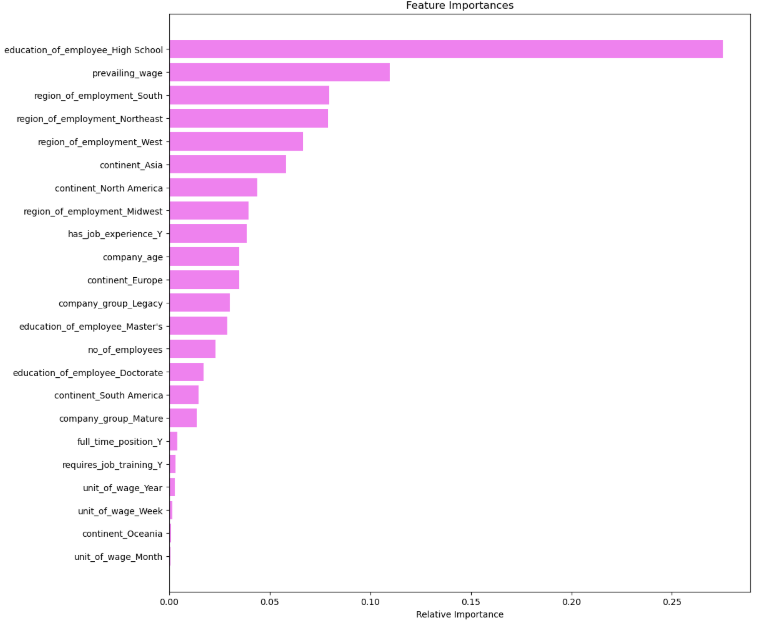 Feature Importances
education_of_employee_High School
prevailing_wage
region_of_employment_South
region_of_employment_Northeast
region_of_employment_West
continent_Asia
continent_North America
region_of_employment_Midwest
has_job_experience_Y
company_age
continent_Europe
company_group_Legacy
education_of_employee_Master's
no_of_employees
education_of_employee_Doctorate
continent_South America
company_group_Mature
full_time_position_Y
requires_job_training_Y
unit_of_wage_Year
unit_of_wage_Week
continent_Oceania
unit_of_wage_Month
0.00 0.05 0.10 0.15 0.20 0.25
Relative Importance